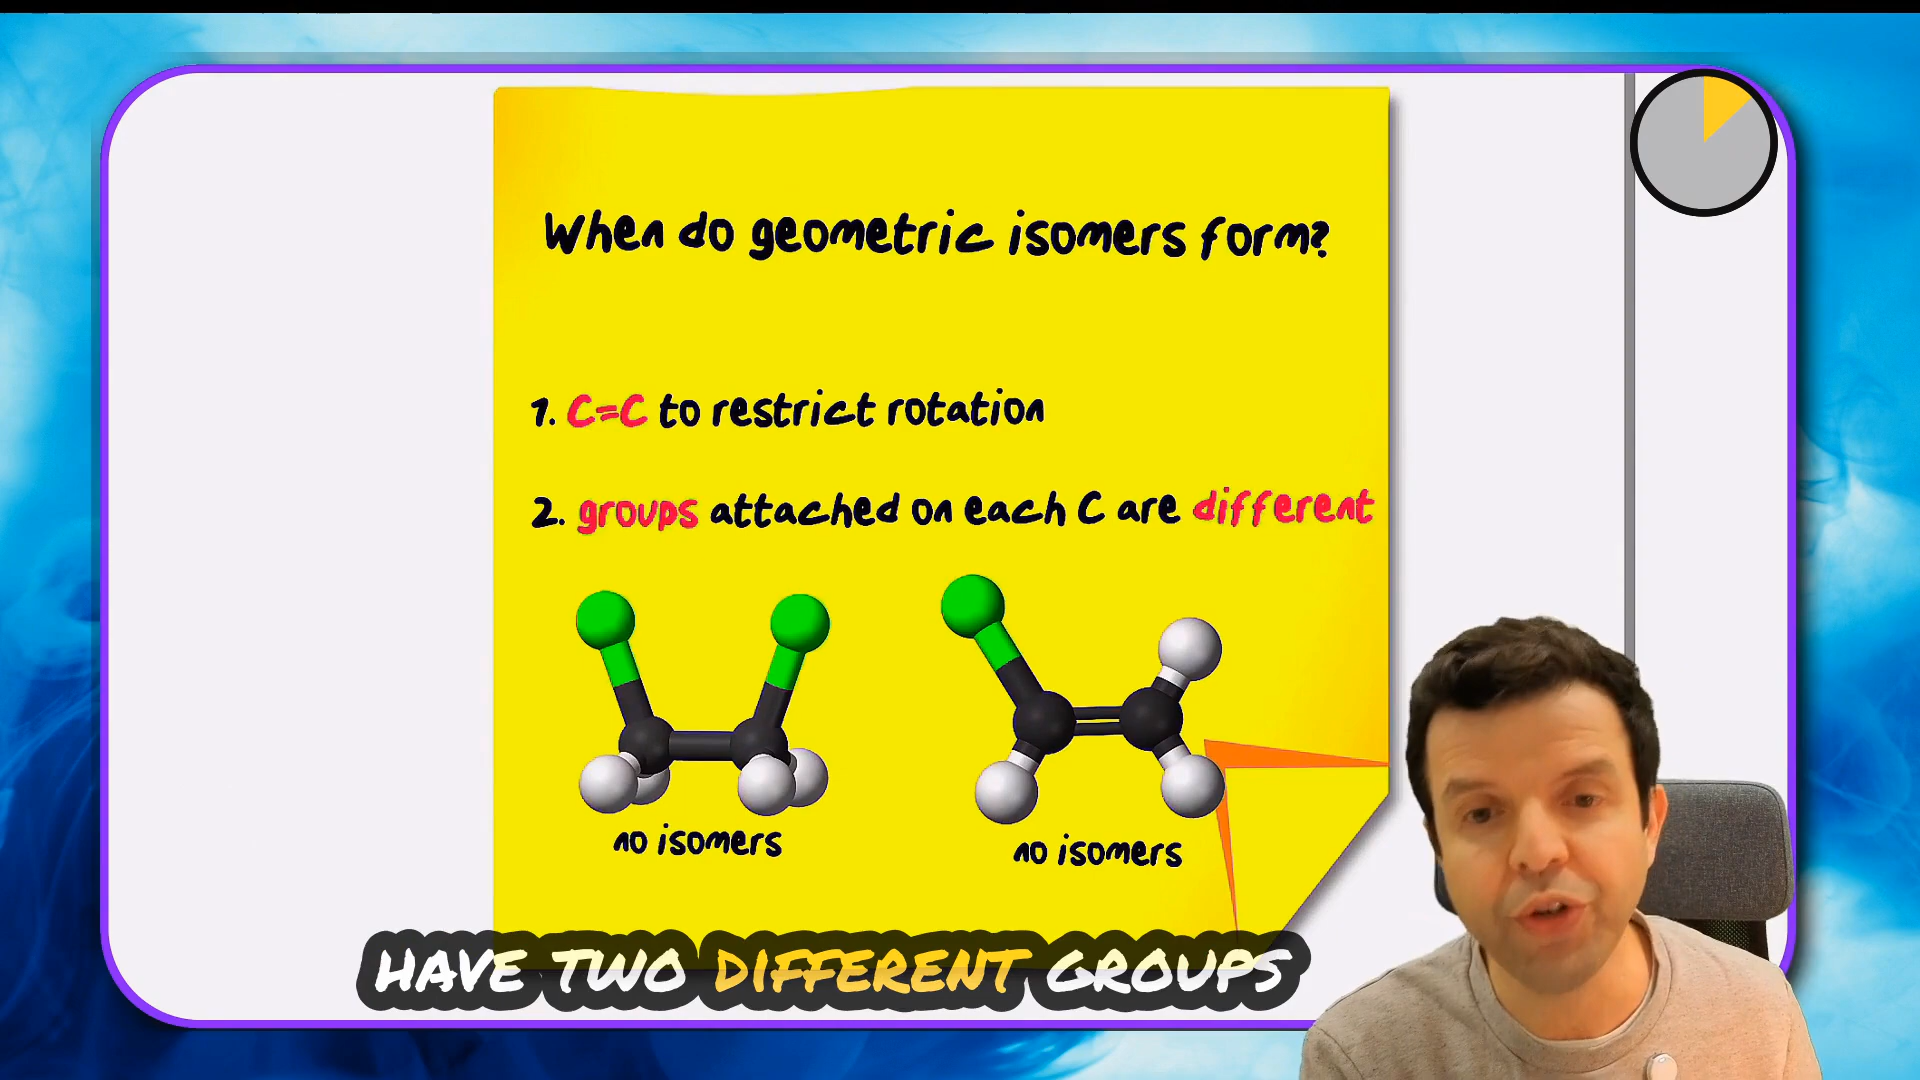 When do geometric isomers form?
1. C=C to restrict rotation
2. groups attached on each C are different
no isomers
no isomers
HAVE TWO DIFFERENT GROUPS